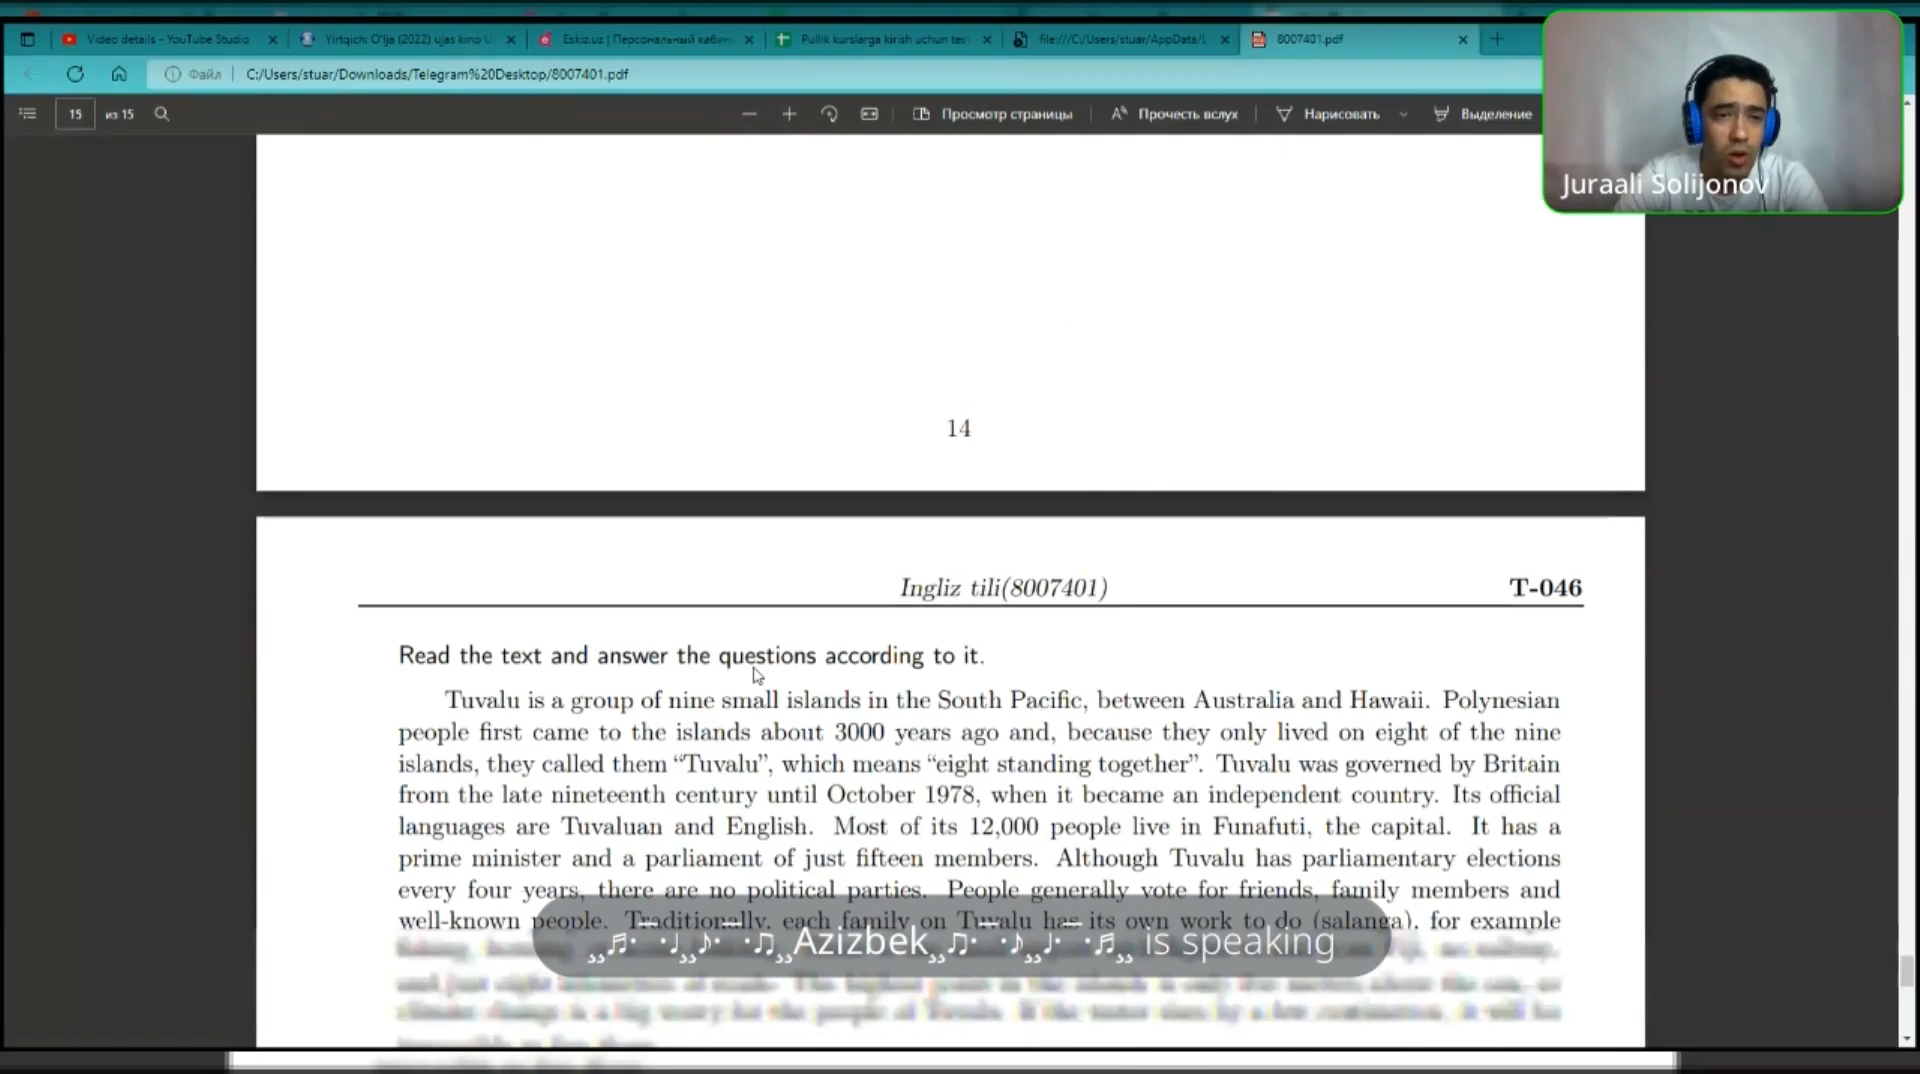 Video details - YouTube Studio
Yirtqich: O'lja (2022) ujas kino U
Eskiz.uz | Персональный кабин
Pullik kurslarga kirish uchun tes
file:///C:/Users/stuar/AppData/L
8007401.pdf
Файл
C:/Users/stuar/Downloads/Telegram%20Desktop/8007401.pdf
15 из 15
Просмотр страницы
Прочесть вслух
Нарисовать
Выделение
Juraali Solijonov
14
Ingliz tili(8007401)
T-046
Read the text and answer the questions according to it.
Tuvalu is a group of nine small islands in the South Pacific, between Australia and Hawaii. Polynesian
people first came to the islands about 3000 years ago and, because they only lived on eight of the nine
islands, they called them “Tuvalu”, which means “eight standing together”. Tuvalu was governed by Britain
from the late nineteenth century until October 1978, when it became an independent country. Its official
languages are Tuvaluan and English. Most of its 12,000 people live in Funafuti, the capital. It has a
prime minister and a parliament of just fifteen members. Although Tuvalu has parliamentary elections
every four years, there are no political parties. People generally vote for friends, family members and
well-known people. Traditionally, each family on Tuvalu has its own work to do (salanga), for example
Azizbek is speaking